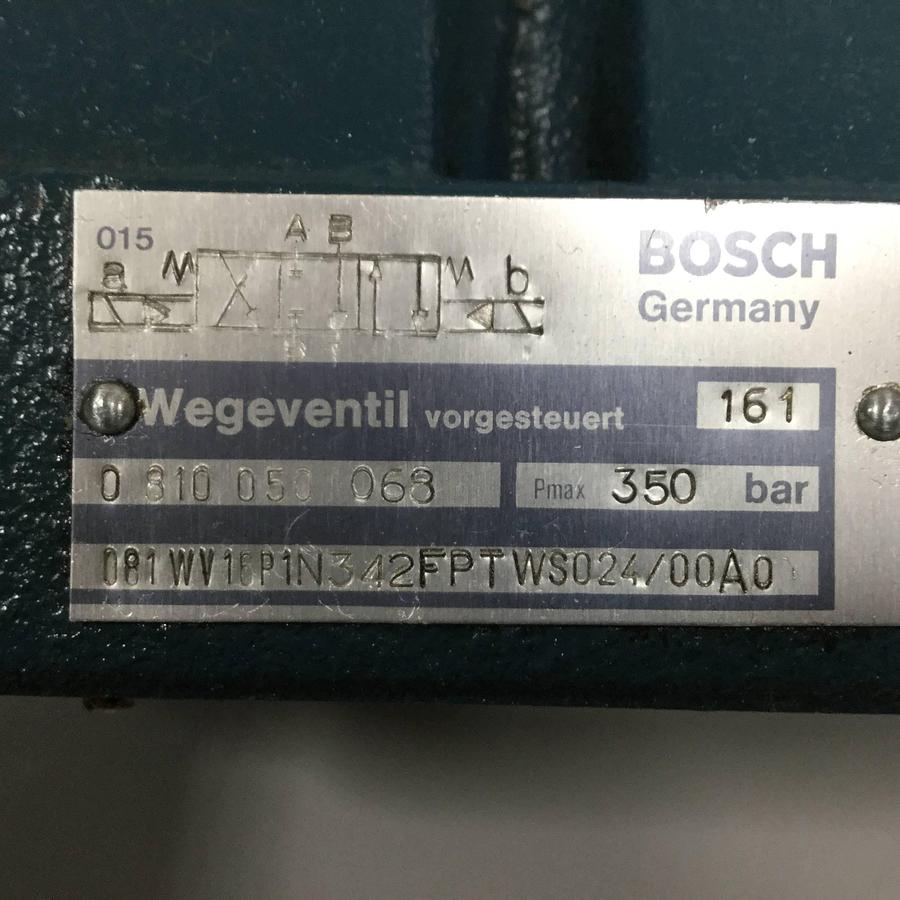 015
A B
BOSCH
a
b
Germany
Wegeventil vorgesteuert 161
0 810 050 068 Pmax 350 bar
081WV16P1N342FPTWS024/00A0